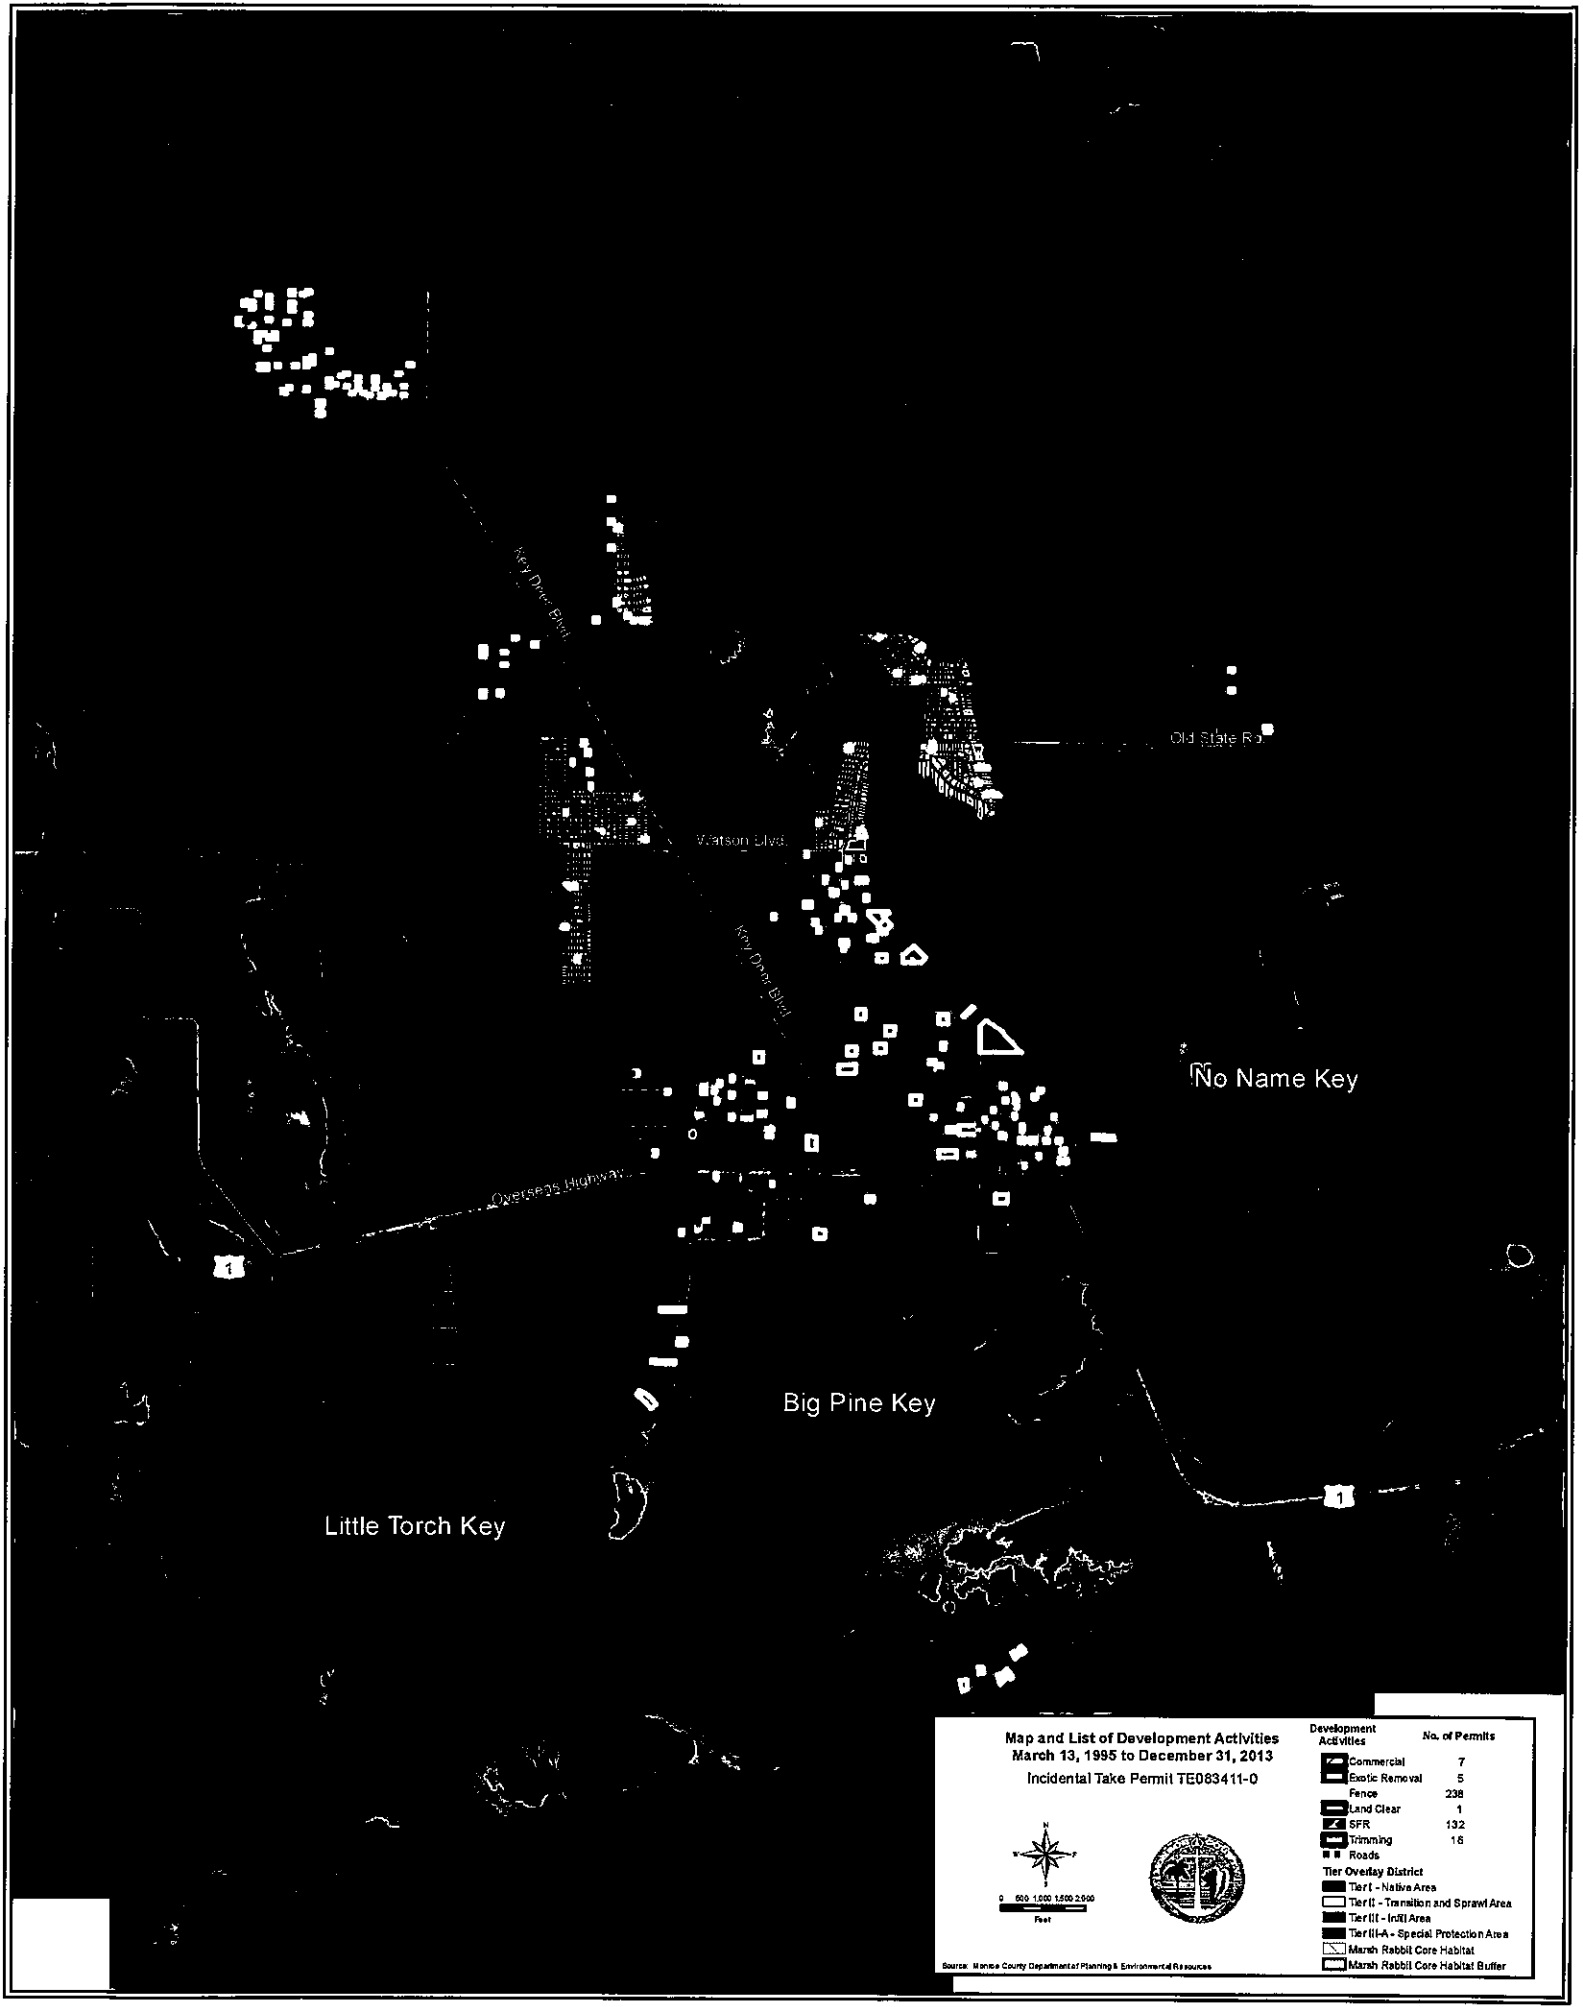 Key Deer Blvd.
Old State Rd.
Watson Blvd.
Key Deer Blvd.
No Name Key
Overseas Highway
1
Big Pine Key
1
Little Torch Key
Map and List of Development Activities
March 13, 1995 to December 31, 2013
Incidental Take Permit TE083411-0
N
0 500 1,000 1,500 2,000
Feet
Source: Monroe County Department of Planning & Environmental Resources
Development Activities No. of Permits
Commercial 7
Exotic Removal 5
Fence 238
Land Clear 1
SFR 132
Trimming 16
Roads
Tier Overlay District
Tier I - Native Area
Tier II - Transition and Sprawl Area
Tier III - Infill Area
Tier III-A - Special Protection Area
Marsh Rabbit Core Habitat
Marsh Rabbit Core Habitat Buffer